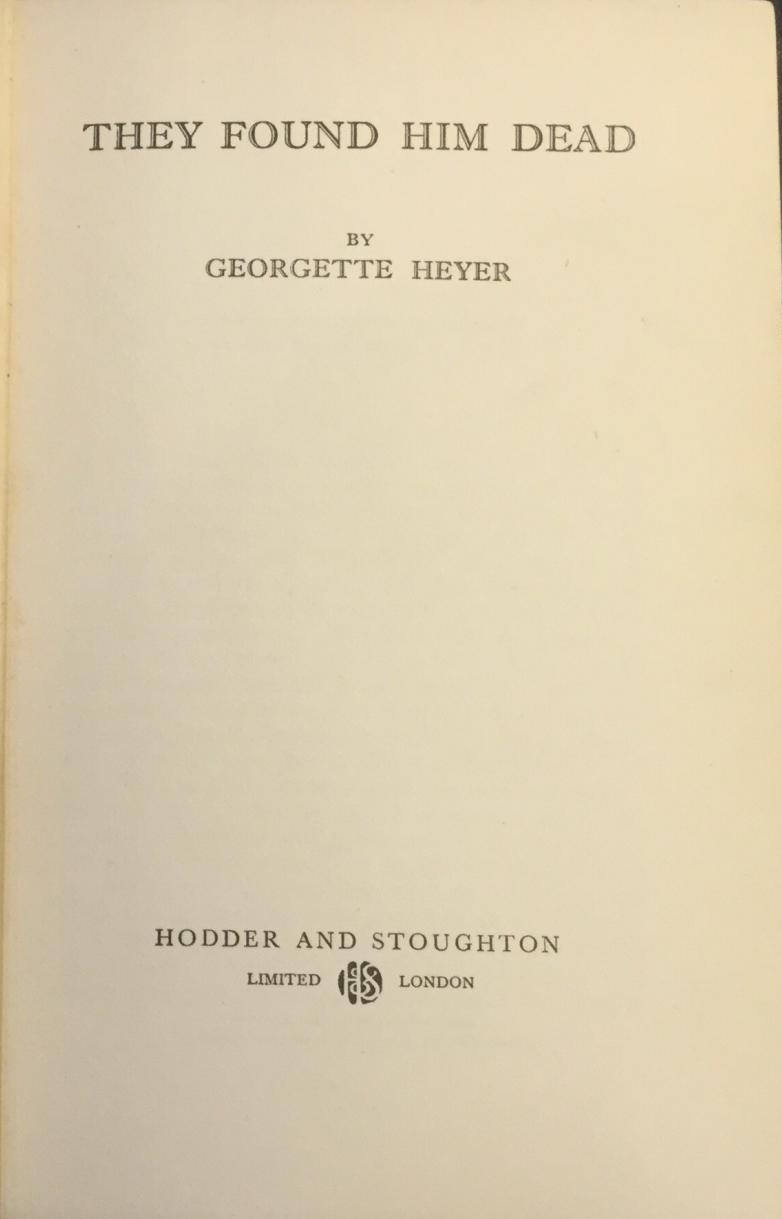 THEY FOUND HIM DEAD
BY
GEORGETTE HEYER
HODDER AND STOUGHTON
LIMITED H&S LONDON